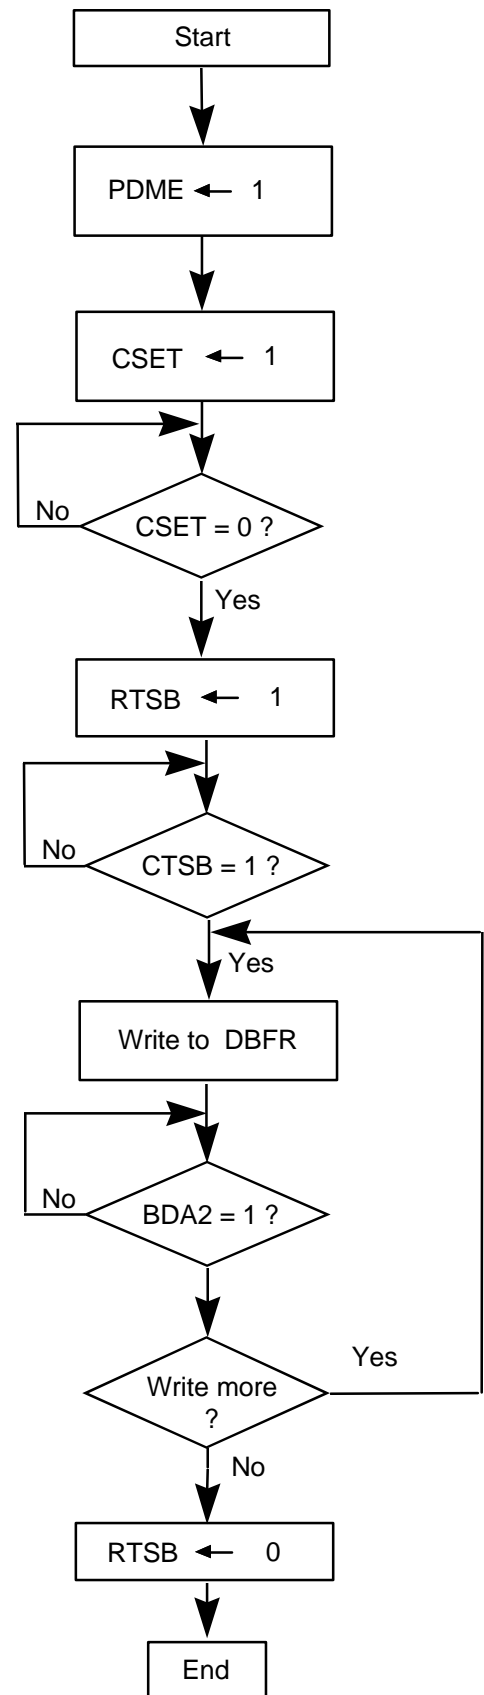 Start
PDME ← 1
CSET ← 1
No
CSET = 0 ?
Yes
RTSB ← 1
No
CTSB = 1 ?
Yes
Write to DBFR
No
BDA2 = 1 ?
Yes
Write more
?
No
RTSB ← 0
End